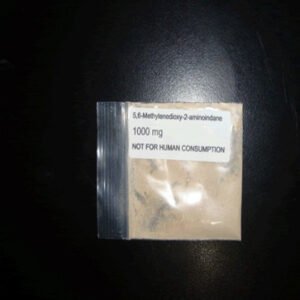 5,6-Methylenedioxy-2-aminoindane
1000 mg
NOT FOR HUMAN CONSUMPTION